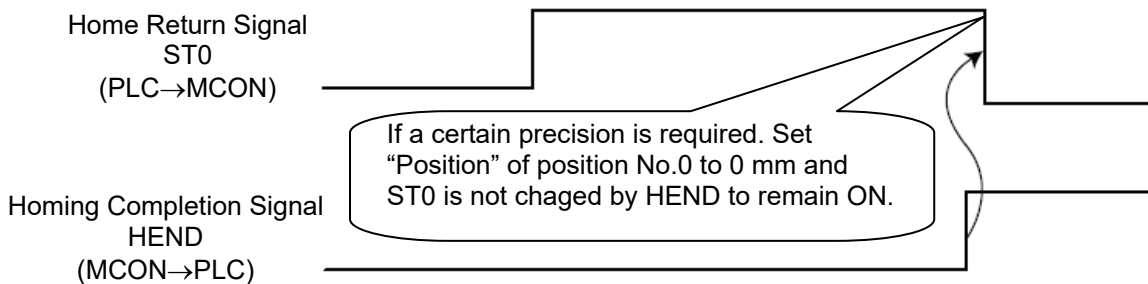 Home Return Signal
ST0
(PLC→MCON)
If a certain precision is required. Set
“Position” of position No.0 to 0 mm and
ST0 is not chaged by HEND to remain ON.
Homing Completion Signal
HEND
(MCON→PLC)